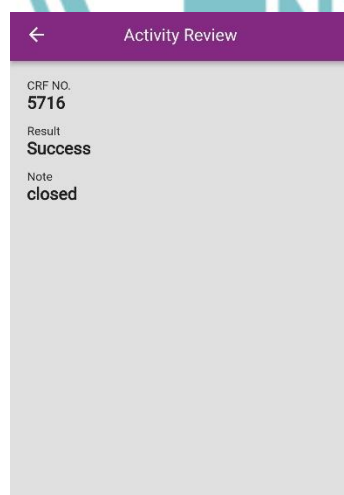 Activity Review
CRF NO.
5716
Result
Success
Note
closed